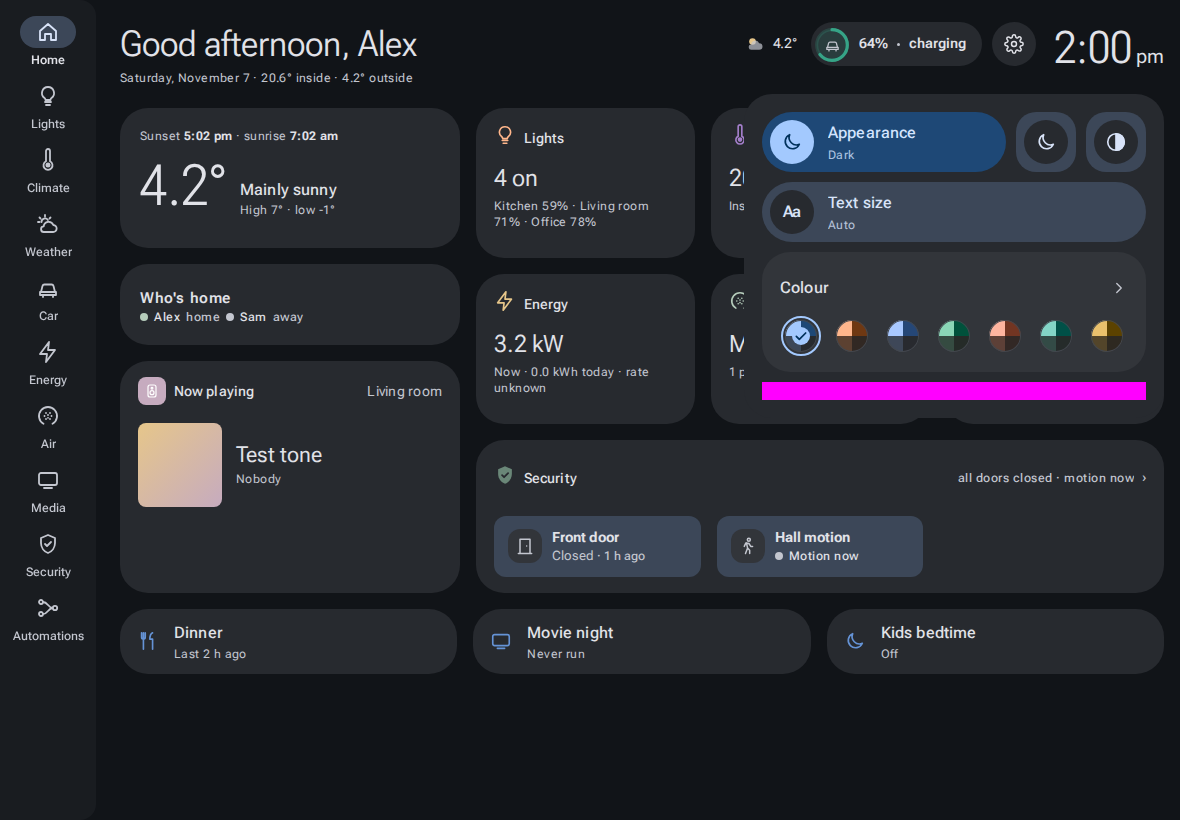 Home
Lights
Climate
Weather
Car
Energy
Air
Media
Security
Automations
Good afternoon, Alex
Saturday, November 7 · 20.6° inside · 4.2° outside
4.2°
64% · charging
2:00 pm
Sunset 5:02 pm · sunrise 7:02 am
4.2°
Mainly sunny
High 7° · low -1°
Who's home
Alex home Sam away
Now playing
Living room
Test tone
Nobody
Lights
4 on
Kitchen 59% · Living room
71% · Office 78%
Energy
3.2 kW
Now · 0.0 kWh today · rate
unknown
Appearance
Dark
Aa
Text size
Auto
Colour
Security
all doors closed · motion now ›
Front door
Closed · 1 h ago
Hall motion
Motion now
Dinner
Last 2 h ago
Movie night
Never run
Kids bedtime
Off